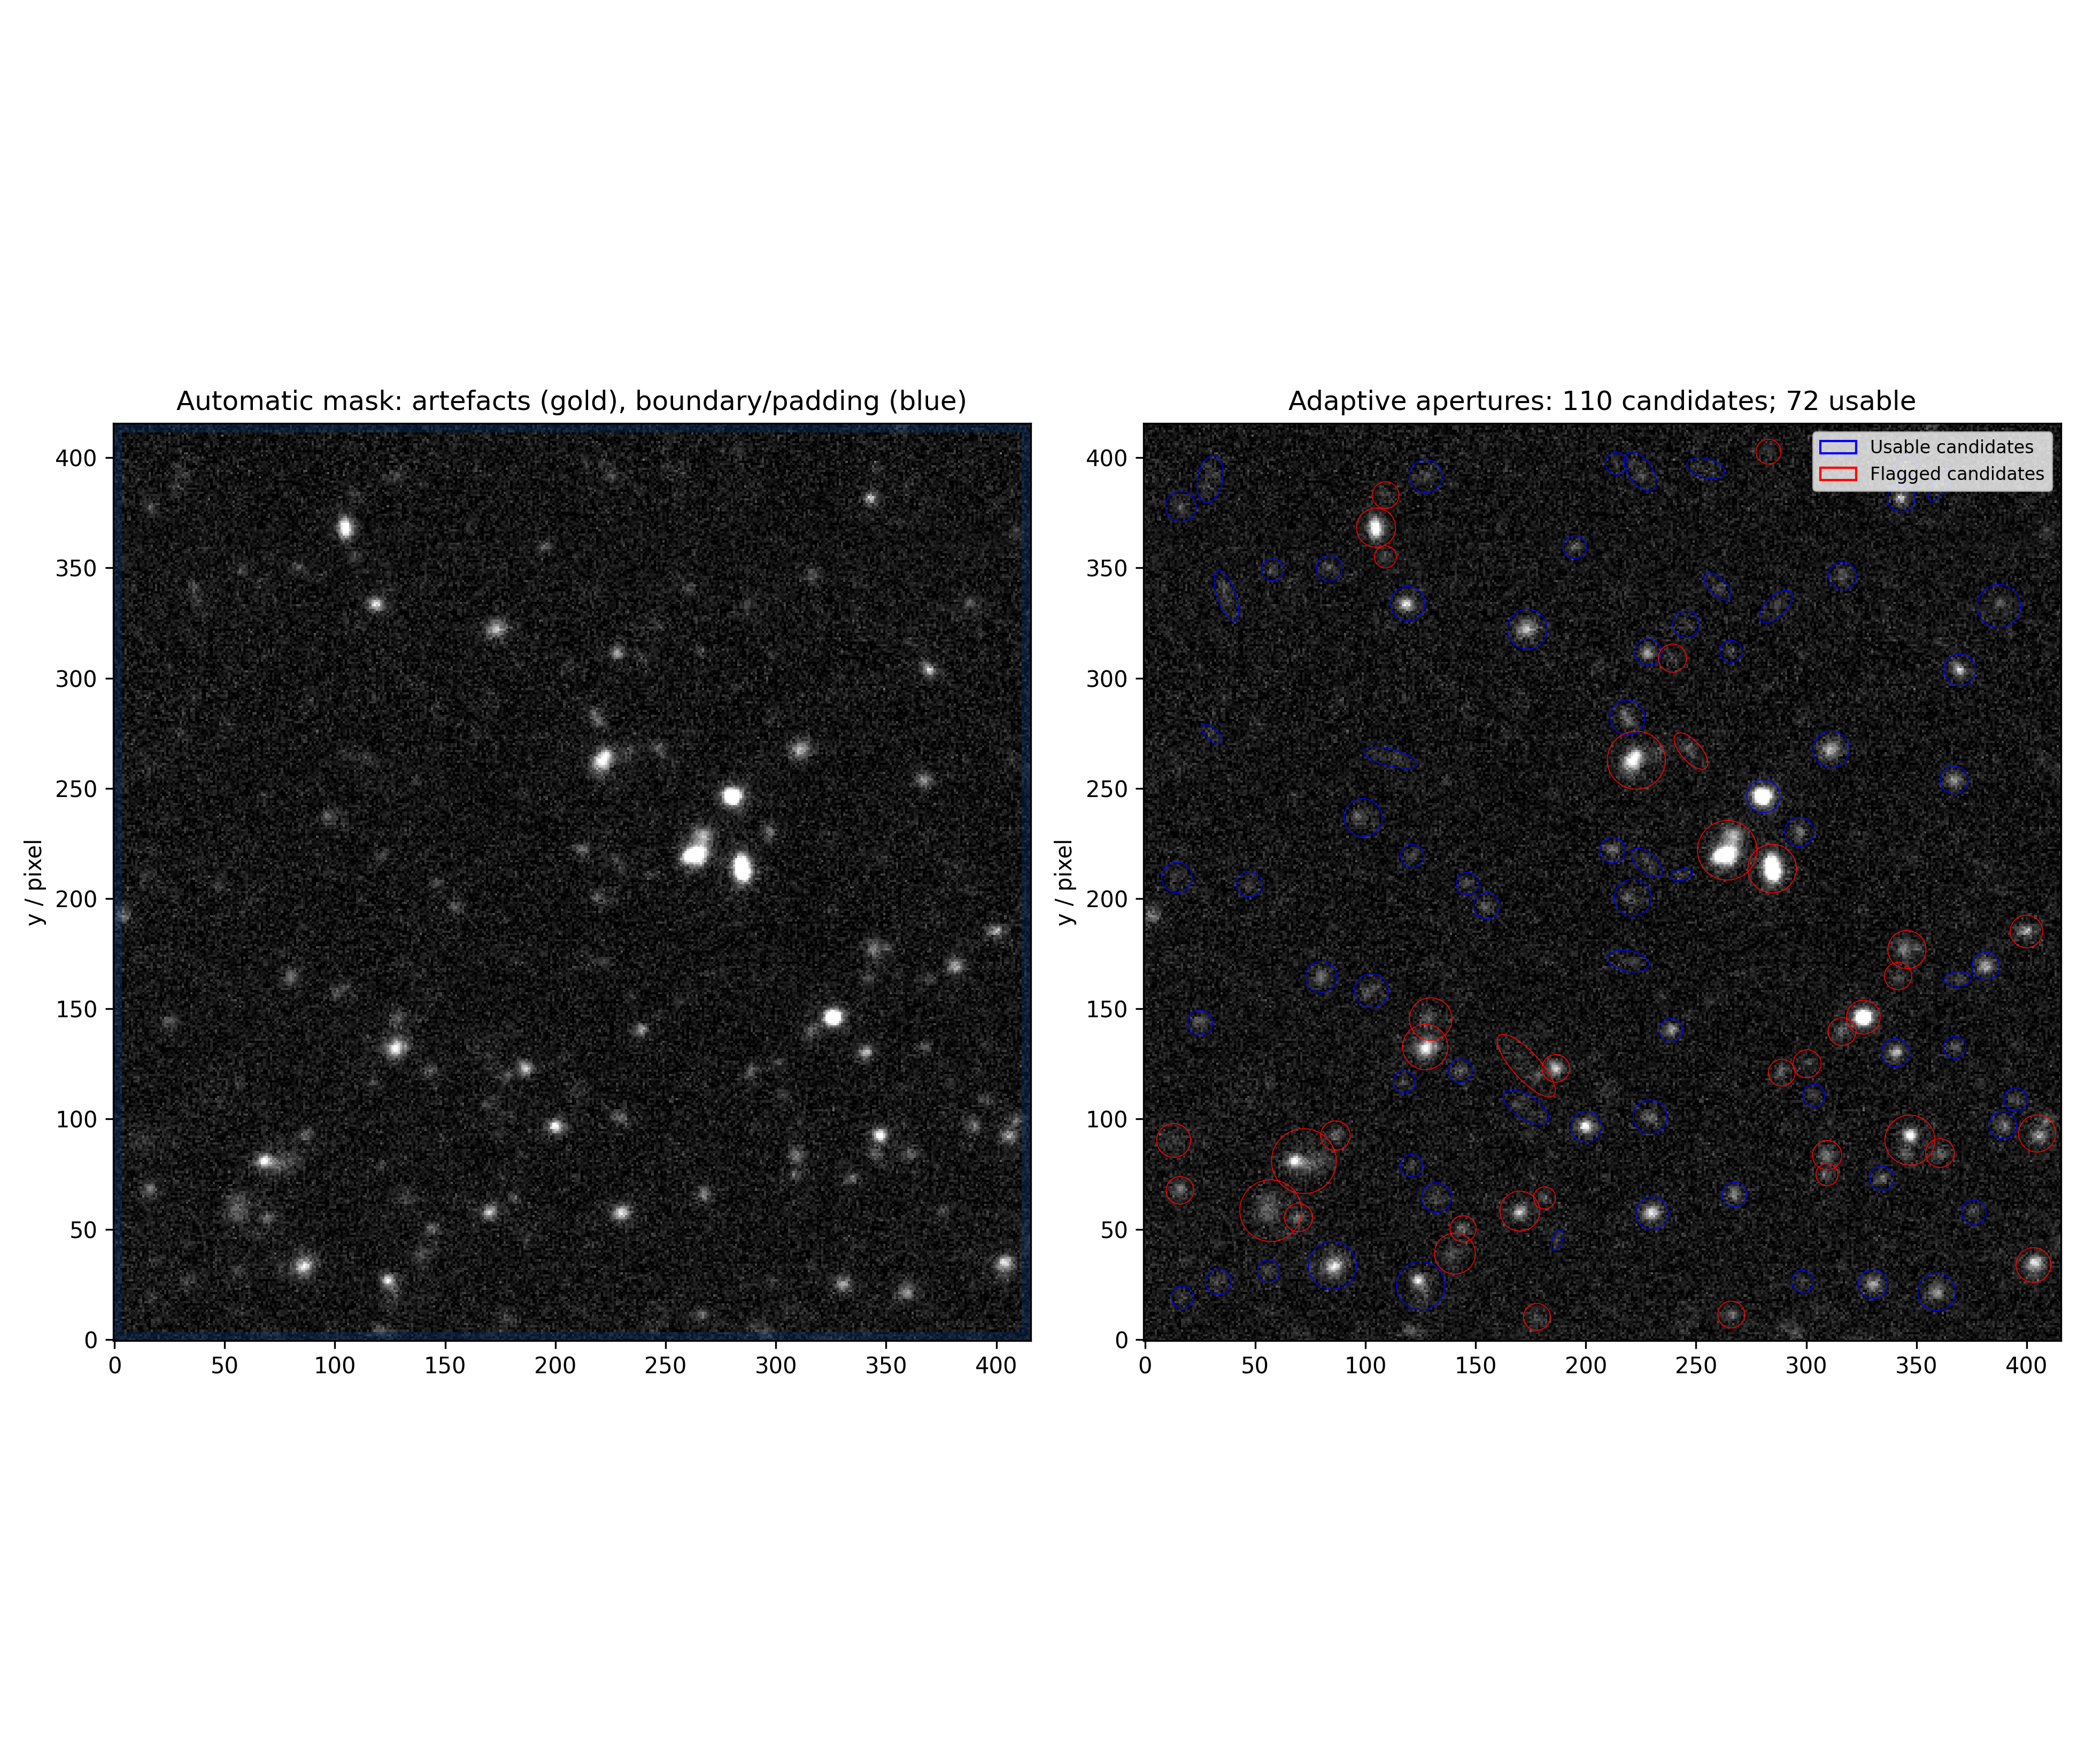 Automatic mask: artefacts (gold), boundary/padding (blue)
Adaptive apertures: 110 candidates; 72 usable
400
350
300
250
200
150
100
50
0
y / pixel
0 50 100 150 200 250 300 350 400
400
350
300
250
200
150
100
50
0
y / pixel
0 50 100 150 200 250 300 350 400
Usable candidates
Flagged candidates